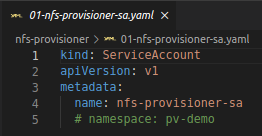 01-nfs-provisioner-sa.yaml ×
nfs-provisioner > 01-nfs-provisioner-sa.yaml
1 kind: ServiceAccount
2 apiVersion: v1
3 metadata:
4   name: nfs-provisioner-sa
5   # namespace: pv-demo